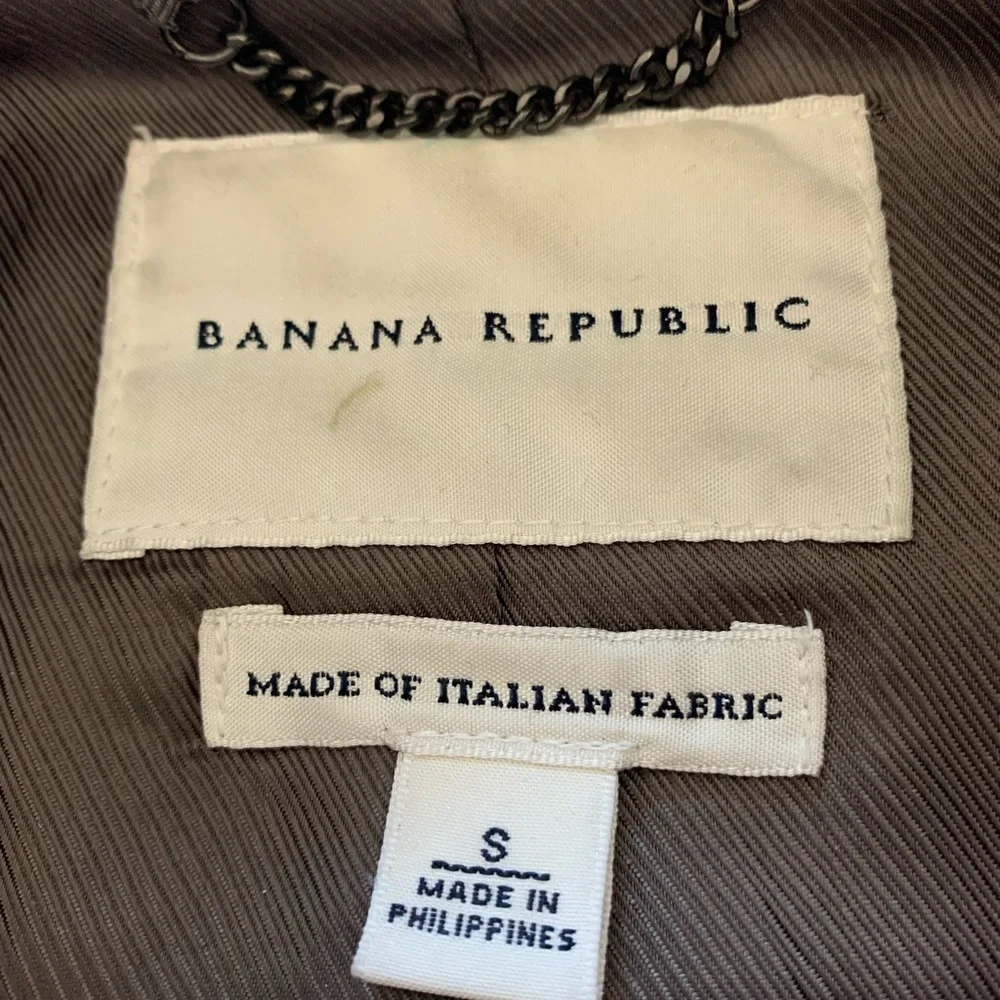 BANANA REPUBLIC
MADE OF ITALIAN FABRIC
S
MADE IN
PHILIPPINES